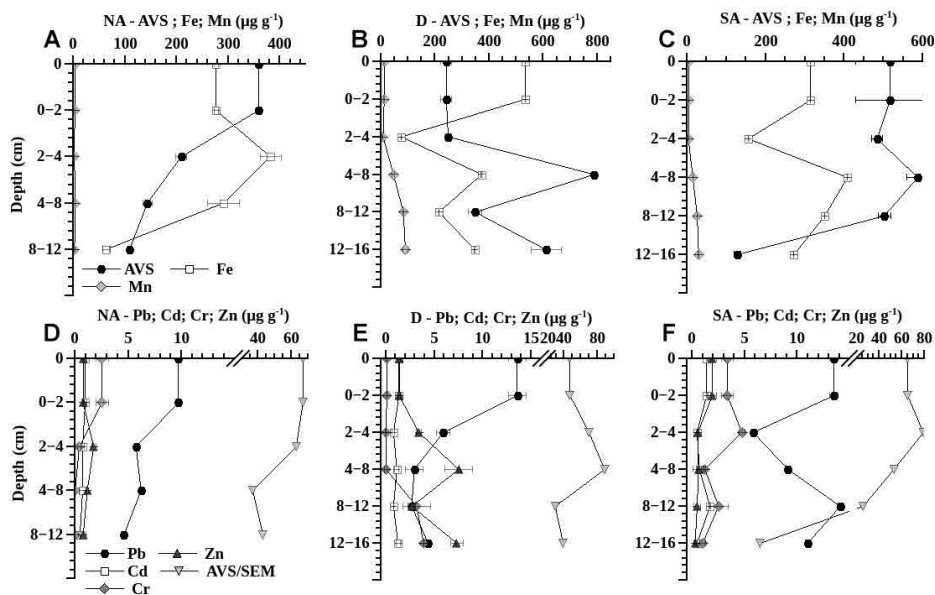 NA - AVS ; Fe; Mn (µg g-1)
D - AVS ; Fe; Mn (µg g-1)
SA - AVS ; Fe; Mn (µg g-1)
A
0 100 200 300 400
B
0 200 400 600 800
C
0 200 400 600
Depth (cm)
0
0-2
2-4
4-8
8-12
0
0-2
2-4
4-8
8-12
12-16
0
0-2
2-4
4-8
8-12
12-16
AVS
Fe
Mn
NA - Pb; Cd; Cr; Zn (µg g-1)
D - Pb; Cd; Cr; Zn (µg g-1)
SA - Pb; Cd; Cr; Zn (µg g-1)
D
0 5 10 40 60
E
0 5 10 15 20 40 80
F
0 5 10 20 40 60 80
Depth (cm)
0
0-2
2-4
4-8
8-12
0
0-2
2-4
4-8
8-12
12-16
0
0-2
2-4
4-8
8-12
12-16
Pb
Zn
Cd
AVS/SEM
Cr